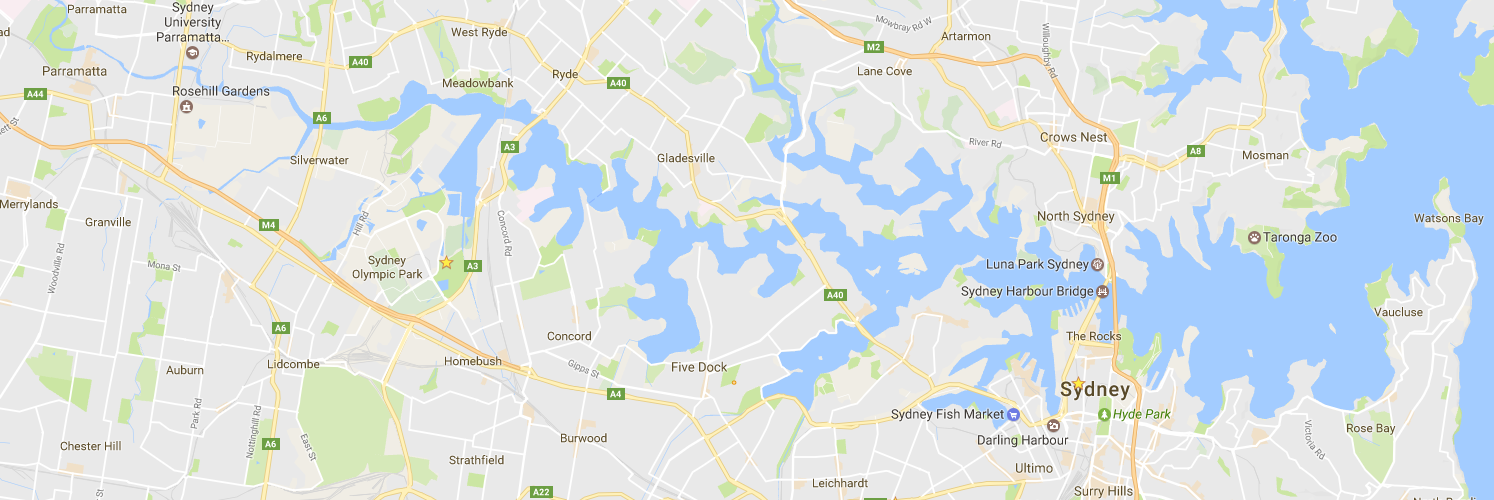 Parramatta
Sydney
University
Parramatta...
Mowbray Rd W
Willoughby Rd
West Ryde
Artarmon
M2
Rydalmere
A40
Parramatta
Meadowbank
Ryde
A40
Lane Cove
A44
Rosehill Gardens
A6
Crows Nest
River Rd
A3
A8
Silverwater
Gladesville
Mosman
M1
Merrylands
Granville
Hill Rd
Concord Rd
North Sydney
Watsons Bay
M4
Taronga Zoo
Woodville Rd
Mona St
Sydney
Olympic Park
A3
Luna Park Sydney
Sydney Harbour Bridge
A40
Vaucluse
A6
Concord
The Rocks
Lidcombe
Homebush
Gipps St
Five Dock
Auburn
A4
Sydney
Park Rd
Nottinghill Rd
Sydney Fish Market
Hyde Park
Chester Hill
A6
East St
Burwood
Darling Harbour
Victoria Rd
Rose Bay
Strathfield
Ultimo
Leichhardt
A22
Surry Hills